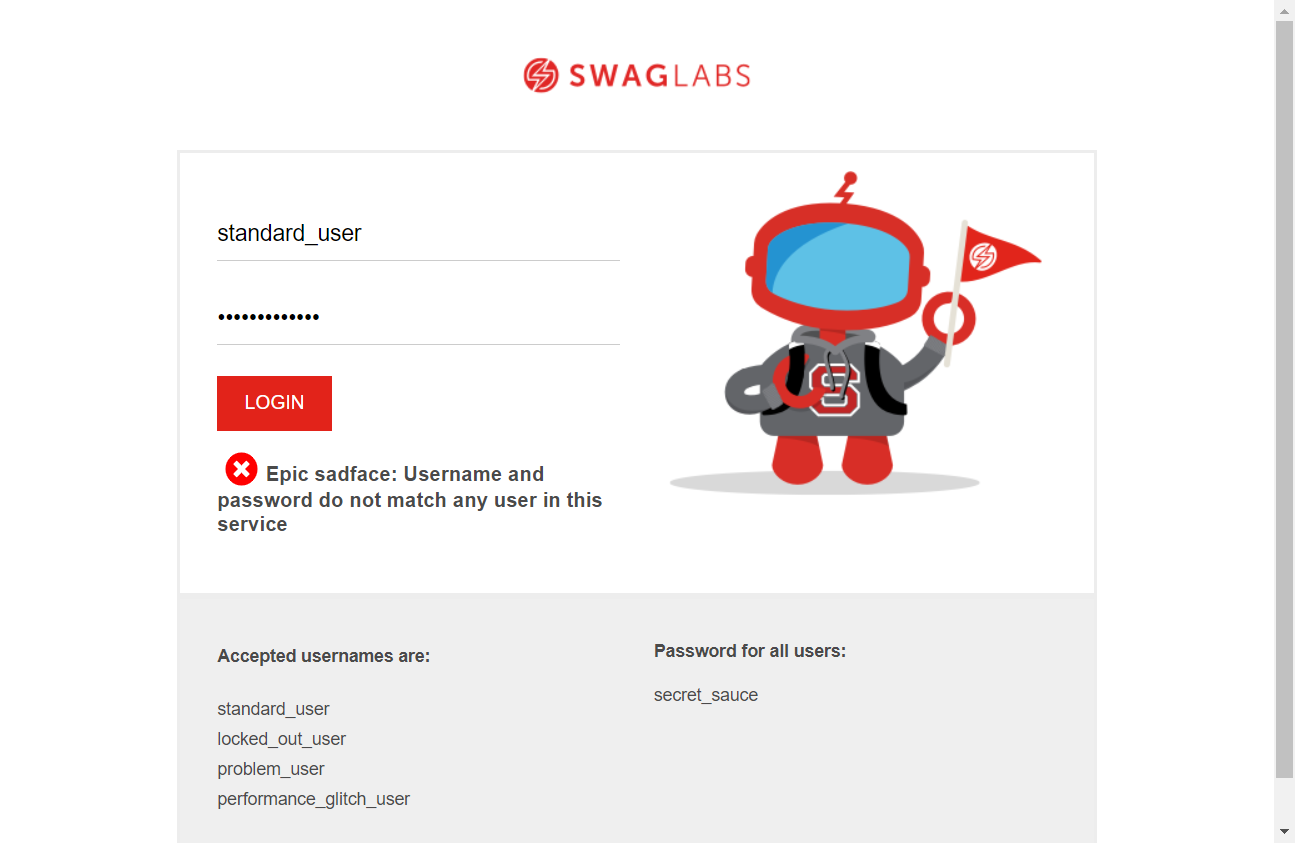 SWAGLABS
standard_user
•••••••••••••
LOGIN
Epic sadface: Username and
password do not match any user in this
service
S
Accepted usernames are:
standard_user
locked_out_user
problem_user
performance_glitch_user
Password for all users:
secret_sauce